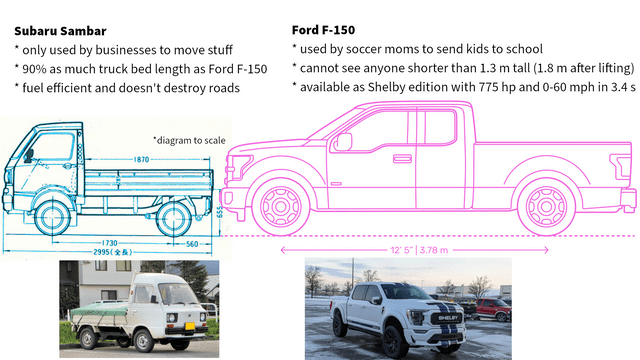 Subaru Sambar
* only used by businesses to move stuff
* 90% as much truck bed length as Ford F-150
* fuel efficient and doesn't destroy roads
Ford F-150
* used by soccer moms to send kids to school
* cannot see anyone shorter than 1.3 m tall (1.8 m after lifting)
* available as Shelby edition with 775 hp and 0-60 mph in 3.4 s
*diagram to scale
1870
555
1730
560
2995(全長)
12' 5" | 3.78 m
SHELBY